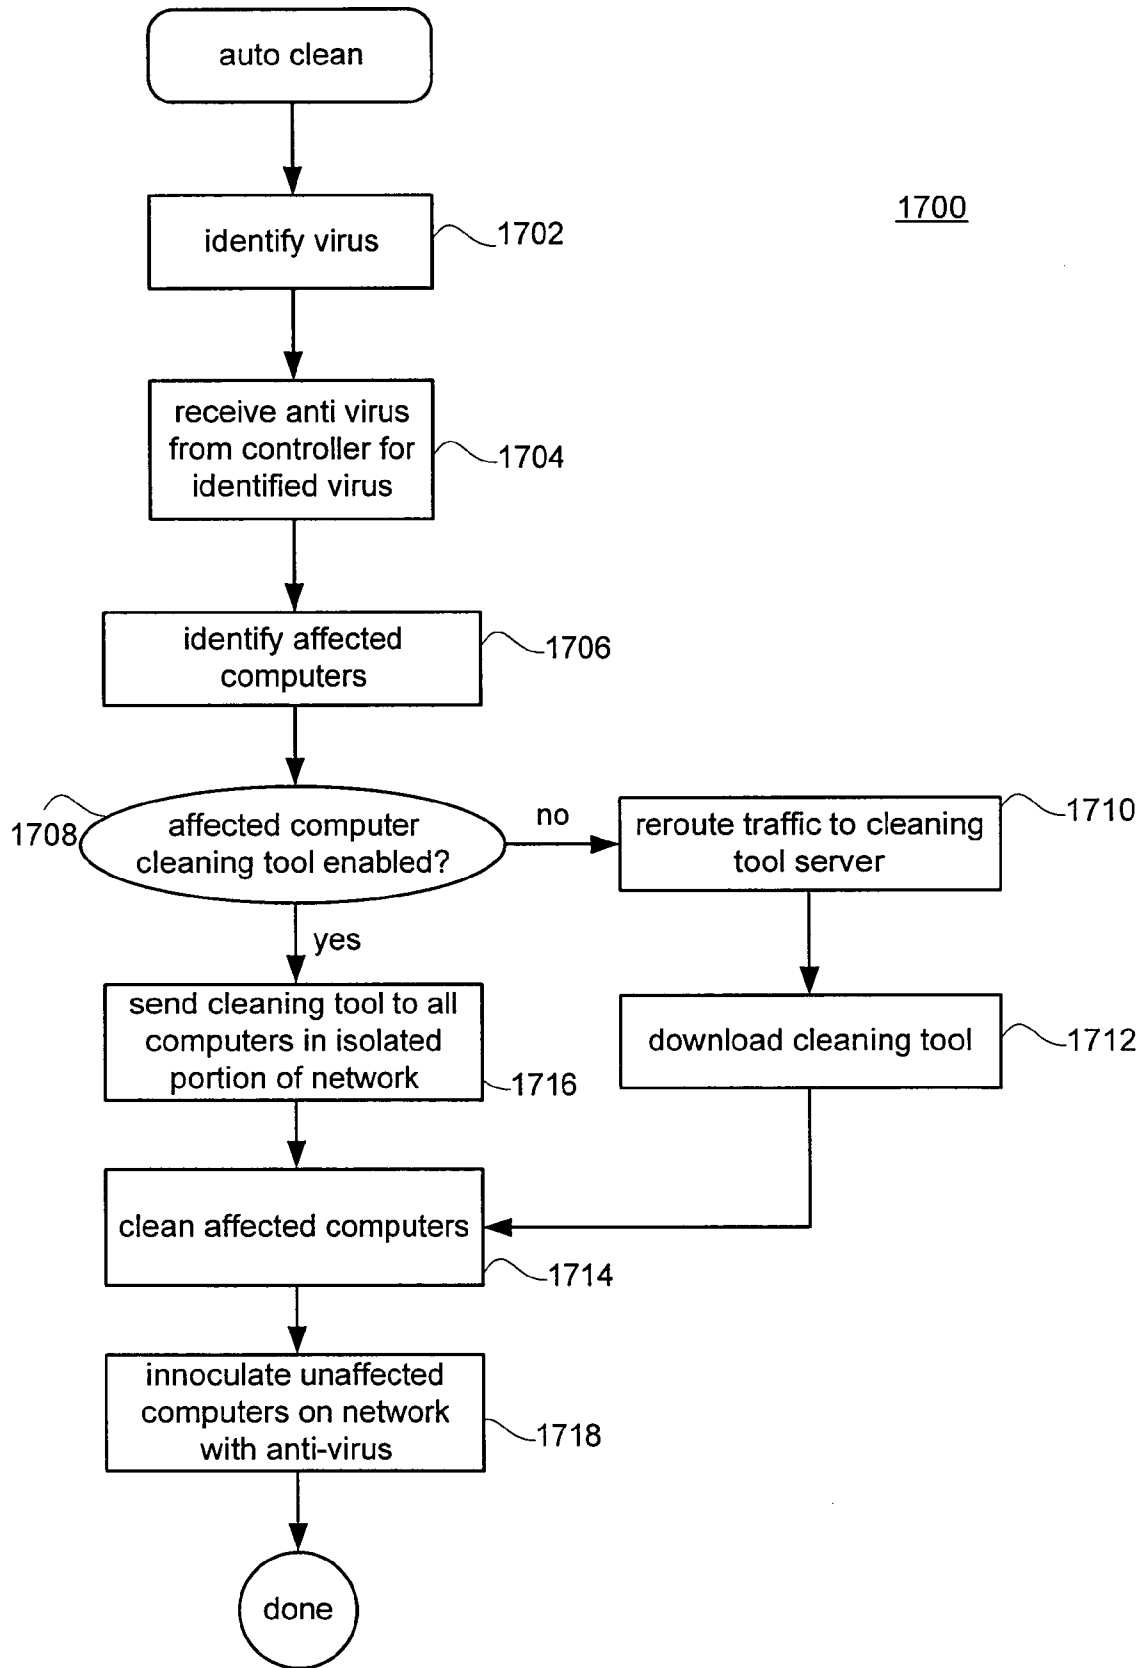 auto clean
1700
identify virus
1702
receive anti virus
from controller for
identified virus
1704
identify affected
computers
1706
1708
affected computer
cleaning tool enabled?
no
reroute traffic to cleaning
tool server
1710
yes
send cleaning tool to all
computers in isolated
portion of network
1716
download cleaning tool
1712
clean affected computers
1714
innoculate unaffected
computers on network
with anti-virus
1718
done